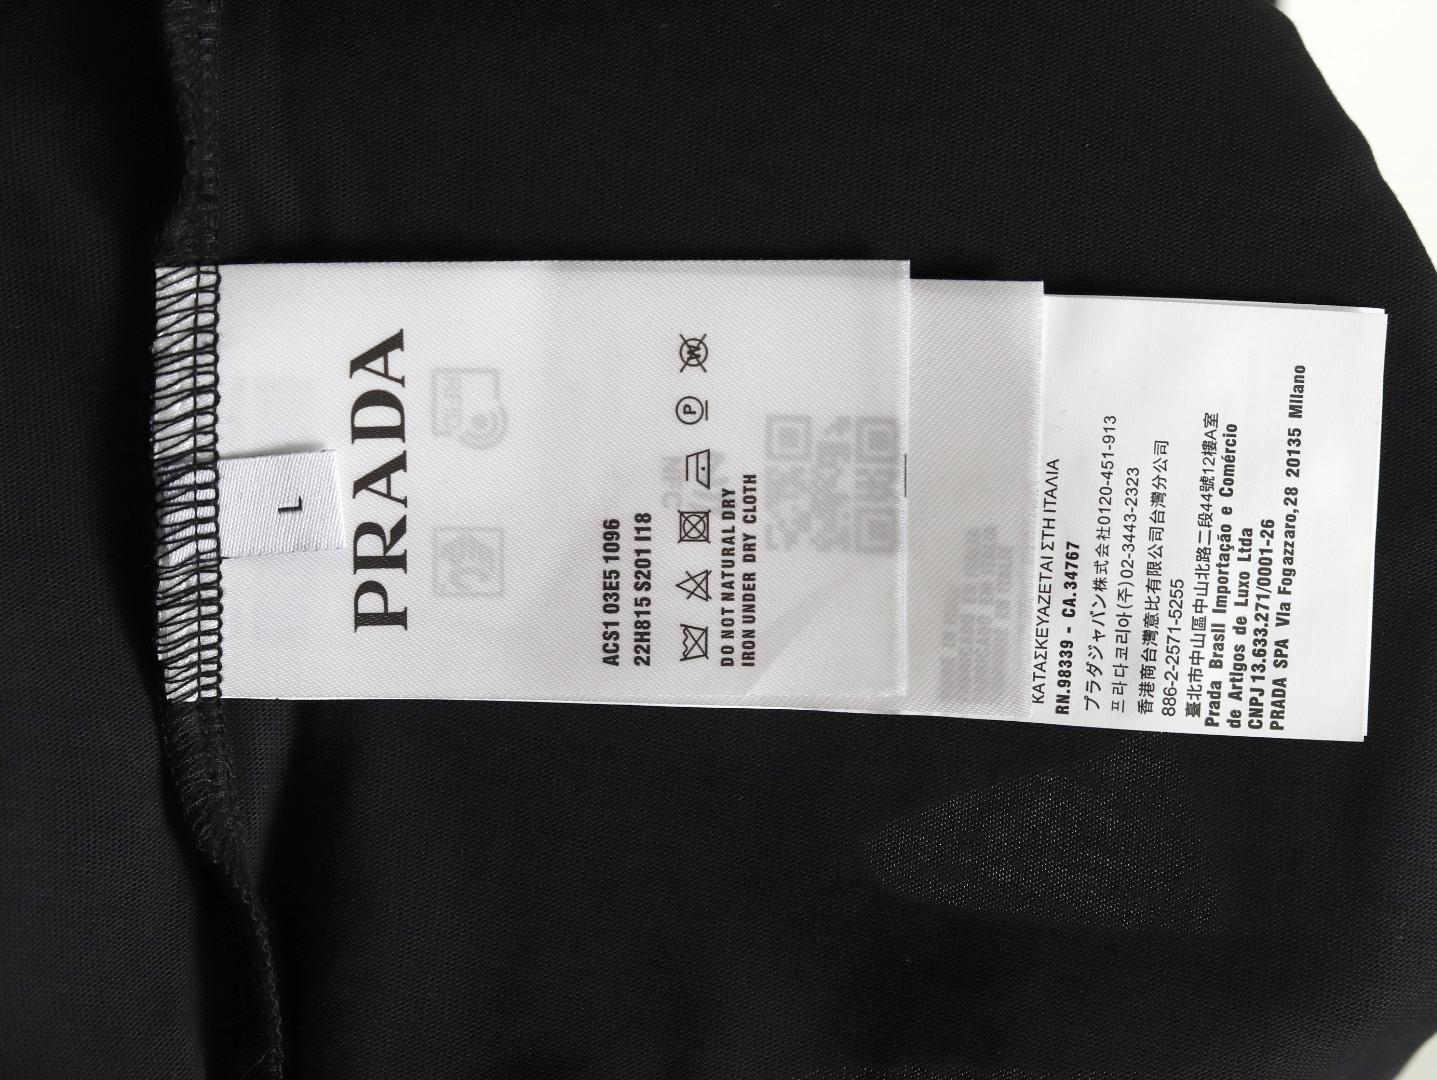 L
PRADA
ACS1 03E5 1096
22H815 S201 I18
P
W
DO NOT NATURAL DRY
IRON UNDER DRY CLOTH
ΚΑΤΑΣΚΕΥΑΖΕΤΑΙ ΣΤΗ ΙΤΑΛΙΑ
RN.98339 - CA.34767
プラダジャパン株式会社0120-451-913
프라다코리아(주)02-3443-2323
香港商台灣意比有限公司台灣分公司
886-2-2571-5255
臺北市中山區中山北路二段44號12樓A室
Prada Brasil Importação e Comércio
de Artigos de Luxo Ltda
CNPJ 13.633.271/0001-26
PRADA SPA Via Fogazzaro,28 20135 Milano